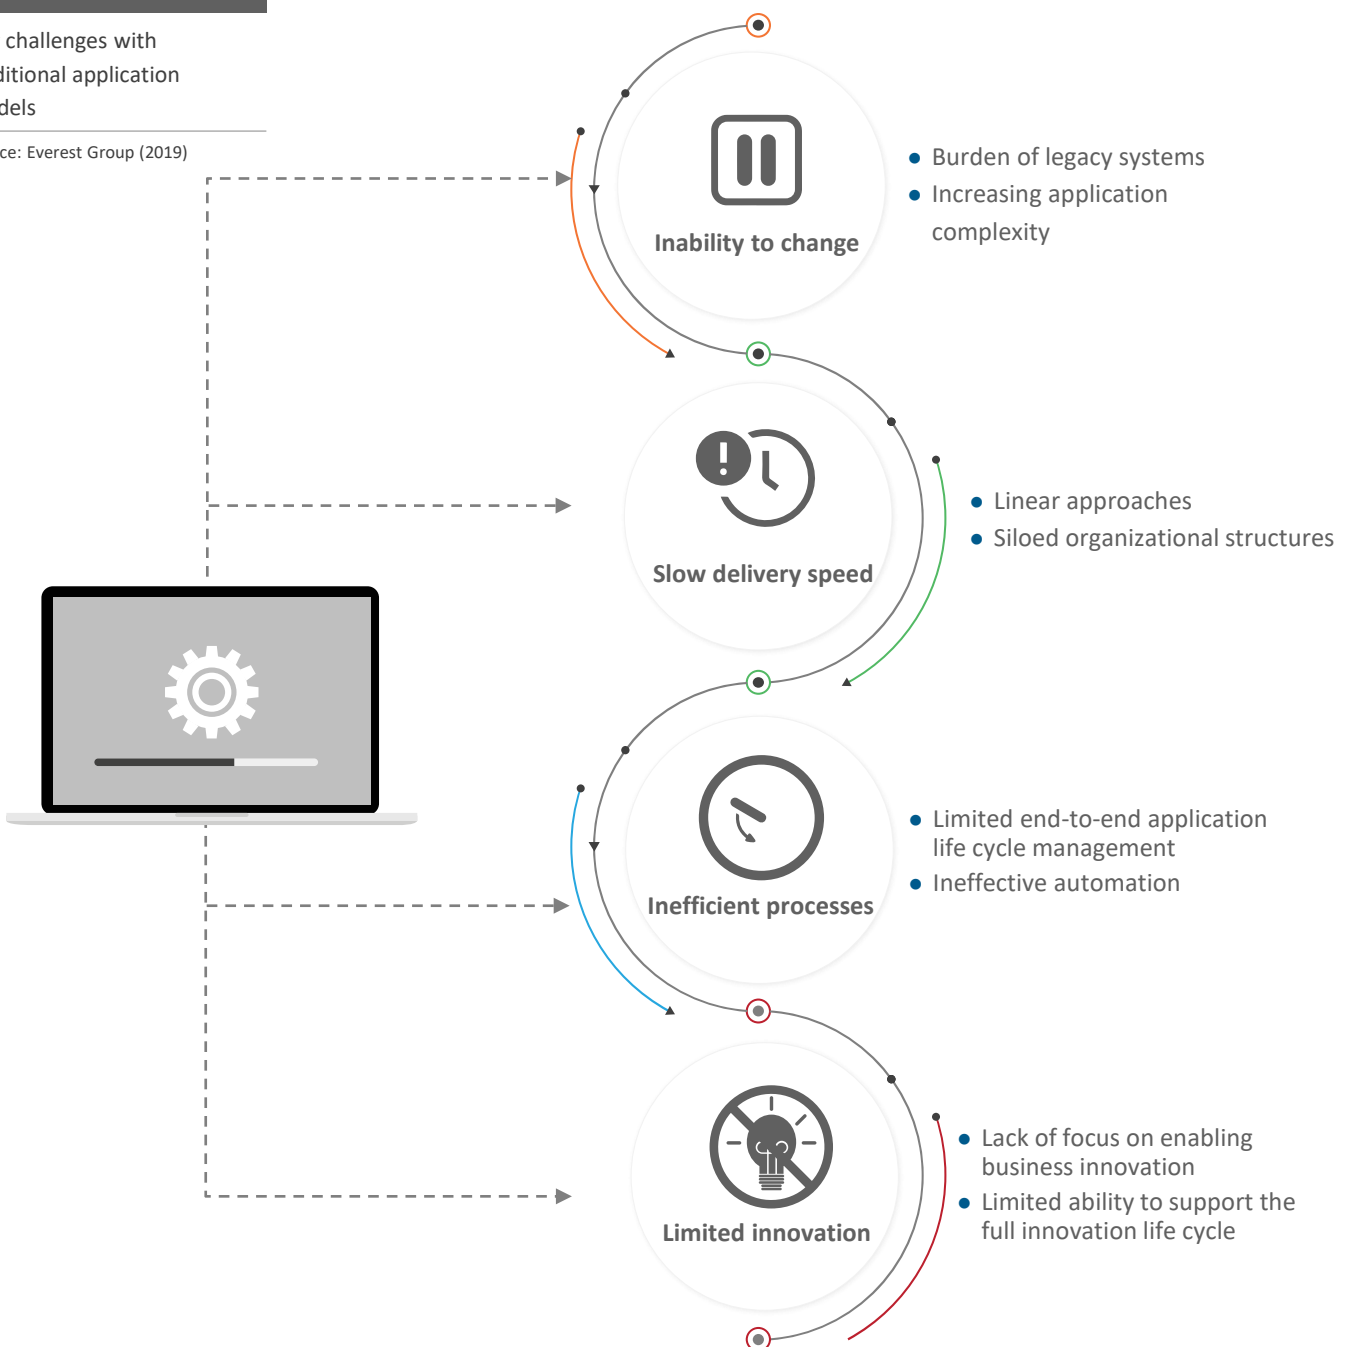 challenges with
ditional application
dels
ce: Everest Group (2019)
Inability to change
• Burden of legacy systems
• Increasing application
complexity
Slow delivery speed
• Linear approaches
• Siloed organizational structures
Inefficient processes
• Limited end-to-end application
life cycle management
• Ineffective automation
Limited innovation
• Lack of focus on enabling
business innovation
• Limited ability to support the
full innovation life cycle